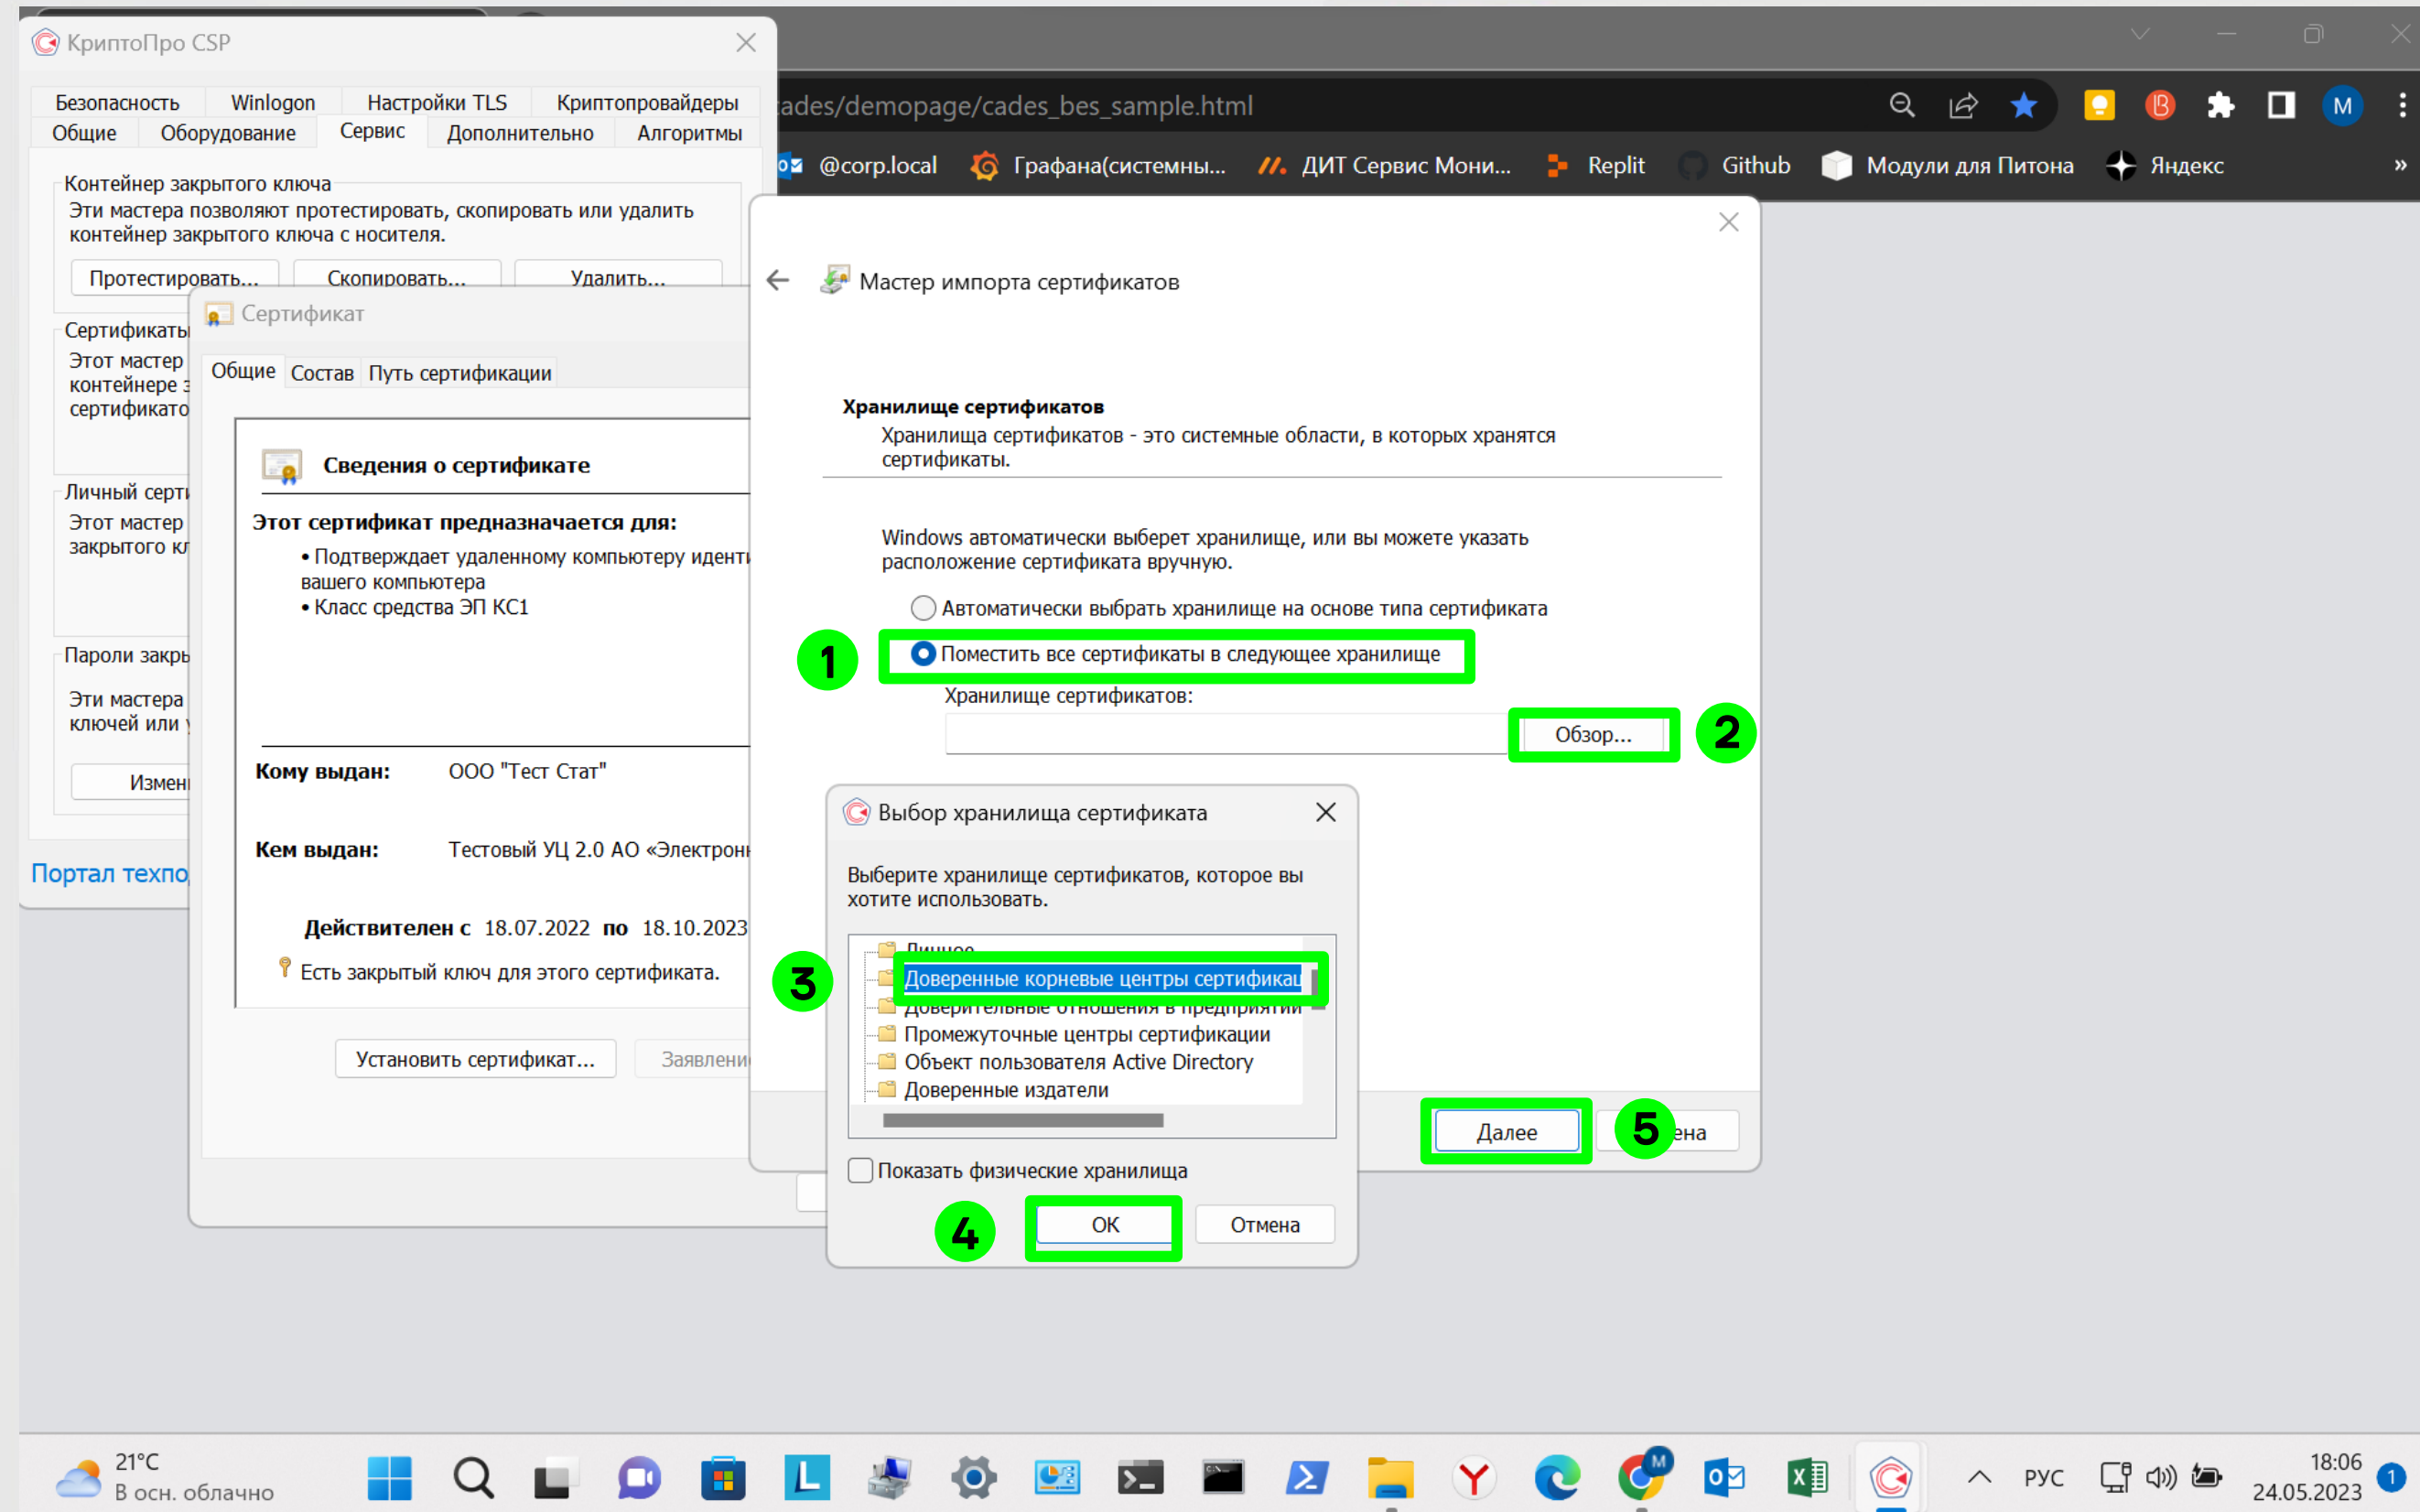 КриптоПро CSP
Безопасность Winlogon Настройки TLS Криптопровайдеры
Общие Оборудование Сервис Дополнительно Алгоритмы
Контейнер закрытого ключа
Эти мастера позволяют протестировать, скопировать или удалить
контейнер закрытого ключа с носителя.
Протестировать... Скопировать... Удалить...
Сертификаты
Этот мастер
контейнере
Личный
Этот мастер
закрытого
Пароли
Эти мастера
ключей или
Портал
ades/demopage/cades_bes_sample.html
M
@corp.local Графана(системны... ДИТ Сервис Мони... Replit Github Модули для Питона Яндекс »
Сертификат
Общие Состав Путь сертификации
Сведения о сертификате
Этот сертификат предназначается для:
• Подтверждает удаленному компьютеру
вашего компьютера
• Класс средства ЭП КС1
Кому выдан: ООО "Тест Стат"
Кем выдан: Тестовый УЦ 2.0 АО
Действителен с 18.07.2022 по 18.10.2023
Есть закрытый ключ для этого сертификата.
Установить сертификат...
Мастер импорта сертификатов
Хранилище сертификатов
Хранилища сертификатов - это системные области, в которых хранятся
сертификаты.
Windows автоматически выберет хранилище, или вы можете указать
расположение сертификата вручную.
Автоматически выбрать хранилище на основе типа сертификата
1 Поместить все сертификаты в следующее хранилище
Хранилище сертификатов:
Обзор... 2
Выбор хранилища сертификата
Выберите хранилище сертификатов, которое вы
хотите использовать.
Личное
3 Доверенные корневые центры сертификац
Доверительные отношения в предприятии
Промежуточные центры сертификации
Объект пользователя Active Directory
Доверенные издатели
Показать физические хранилища
4 ОК Отмена
Далее 5 ена
21°C
В осн. облачно
РУС
18:06
24.05.2023
1